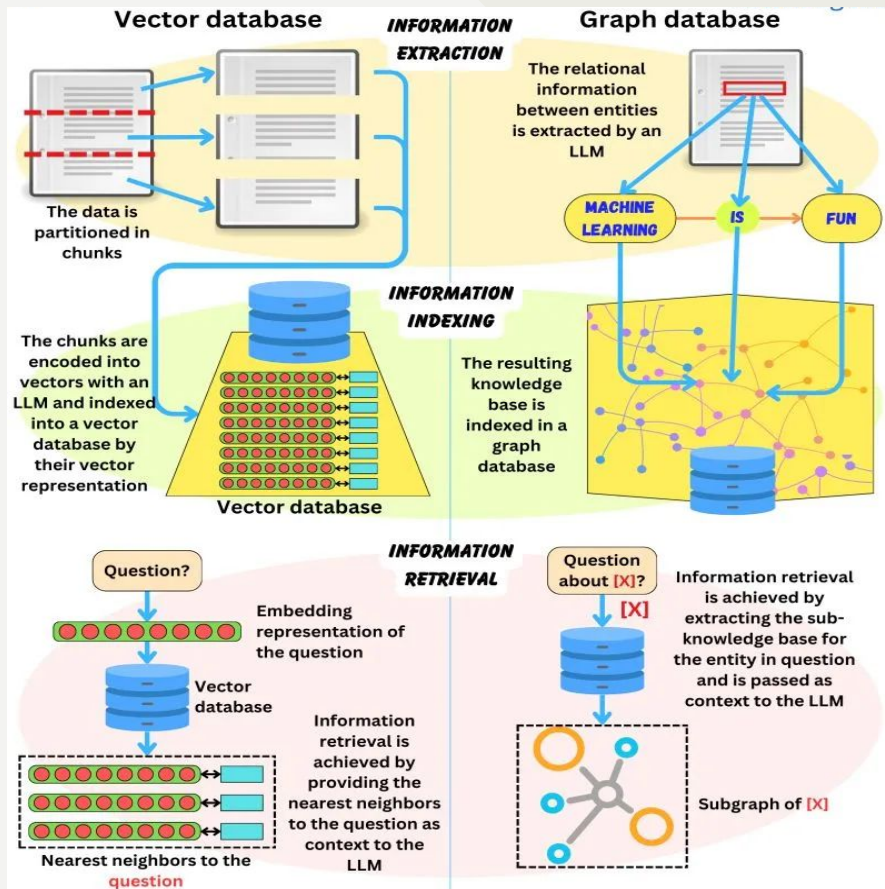 Vector database
INFORMATION
EXTRACTION
Graph database
The data is
partitioned in
chunks
The relational
information
between entities
is extracted by an
LLM
MACHINE
LEARNING
IS
FUN
INFORMATION
INDEXING
The chunks are
encoded into
vectors with an
LLM and indexed
into a vector
database by
their vector
representation
Vector database
The resulting
knowledge
base is
indexed in a
graph
database
INFORMATION
RETRIEVAL
Question?
Embedding
representation of
the question
Vector
database
Information
retrieval is
achieved by
providing the
nearest neighbors
to the question as
context to the
LLM
Nearest neighbors to the
question
Question
about [X]?
[X]
Information retrieval
is achieved by
extracting the sub-
knowledge base for
the entity in question
and is passed as
context to the LLM
Subgraph of [X]